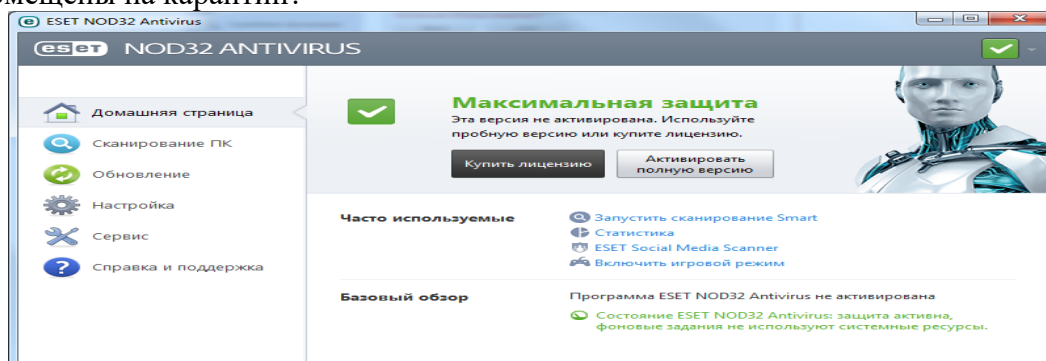 омещены на карантин?
ESET NOD32 Antivirus
eset NOD32 ANTIVIRUS
Домашняя страница
Сканирование ПК
Обновление
Настройка
Сервис
Справка и поддержка
Максимальная защита
Эта версия не активирована. Используйте
пробную версию или купите лицензию.
Купить лицензию
Активировать
полную версию
Часто используемые
Запустить сканирование Smart
Статистика
ESET Social Media Scanner
Включить игровой режим
Базовый обзор
Программа ESET NOD32 Antivirus не активирована
Состояние ESET NOD32 Antivirus: защита активна,
фоновые задания не используют системные ресурсы.